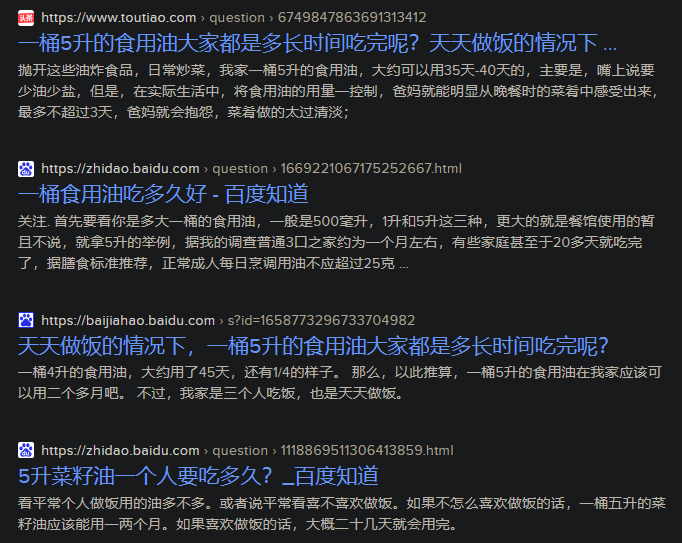 头条 https://www.toutiao.com › question › 6749847863691313412
一桶5升的食用油大家都是多长时间吃完呢？天天做饭的情况下 ...
抛开这些油炸食品，日常炒菜，我家一桶5升的食用油，大约可以用35天-40天的，主要是，嘴上说要
少油少盐，但是，在实际生活中，将食用油的用量一控制，爸妈就能明显从晚餐时的菜肴中感受出来，
最多不超过3天，爸妈就会抱怨，菜肴做的太过清淡；
https://zhidao.baidu.com › question › 1669221067175252667.html
一桶食用油吃多久好 - 百度知道
关注. 首先要看你是多大一桶的食用油，一般是500毫升，1升和5升这三种，更大的就是餐馆使用的暂
且不说，就拿5升的举例，据我的调查普通3口之家约为一个月左右，有些家庭甚至于20多天就吃完
了，据膳食标准推荐，正常成人每日烹调用油不应超过25克 ...
https://baijiahao.baidu.com › s?id=1658773296733704982
天天做饭的情况下，一桶5升的食用油大家都是多长时间吃完呢？
一桶4升的食用油，大约用了45天，还有1/4的样子。 那么，以此推算，一桶5升的食用油在我家应该可
以用二个多月吧。 不过，我家是三个人吃饭，也是天天做饭。
https://zhidao.baidu.com › question › 1118869511306413859.html
5升菜籽油一个人要吃多久？_百度知道
看平常个人做饭用的油多不多。或者说平常看喜不喜欢做饭。如果不怎么喜欢做饭的话，一桶五升的菜
籽油应该能用一两个月。如果喜欢做饭的话，大概二十几天就会用完。